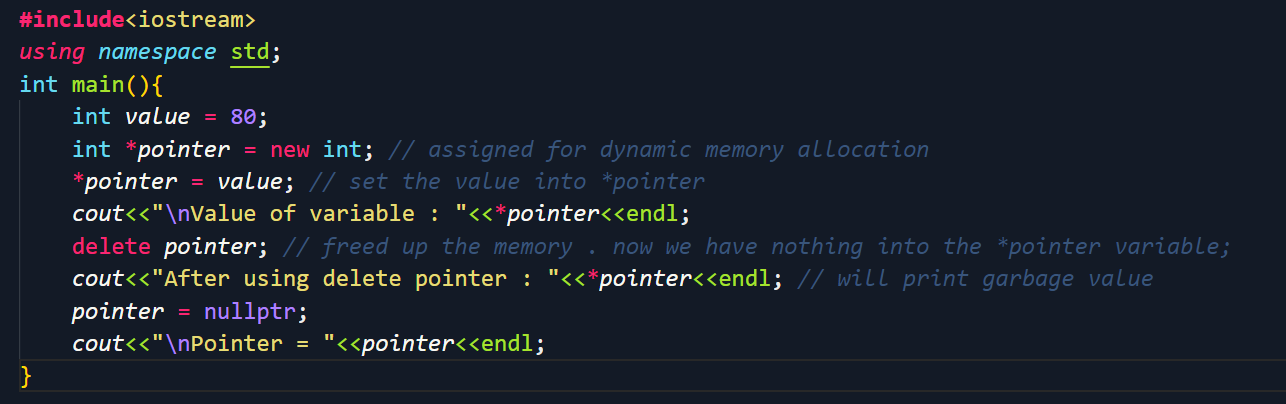 #include<iostream>
using namespace std;
int main(){
    int value = 80;
    int *pointer = new int; // assigned for dynamic memory allocation
    *pointer = value; // set the value into *pointer
    cout<<"\nValue of variable : "<<*pointer<<endl;
    delete pointer; // freed up the memory . now we have nothing into the *pointer variable;
    cout<<"After using delete pointer : "<<*pointer<<endl; // will print garbage value
    pointer = nullptr;
    cout<<"\nPointer = "<<pointer<<endl;
}